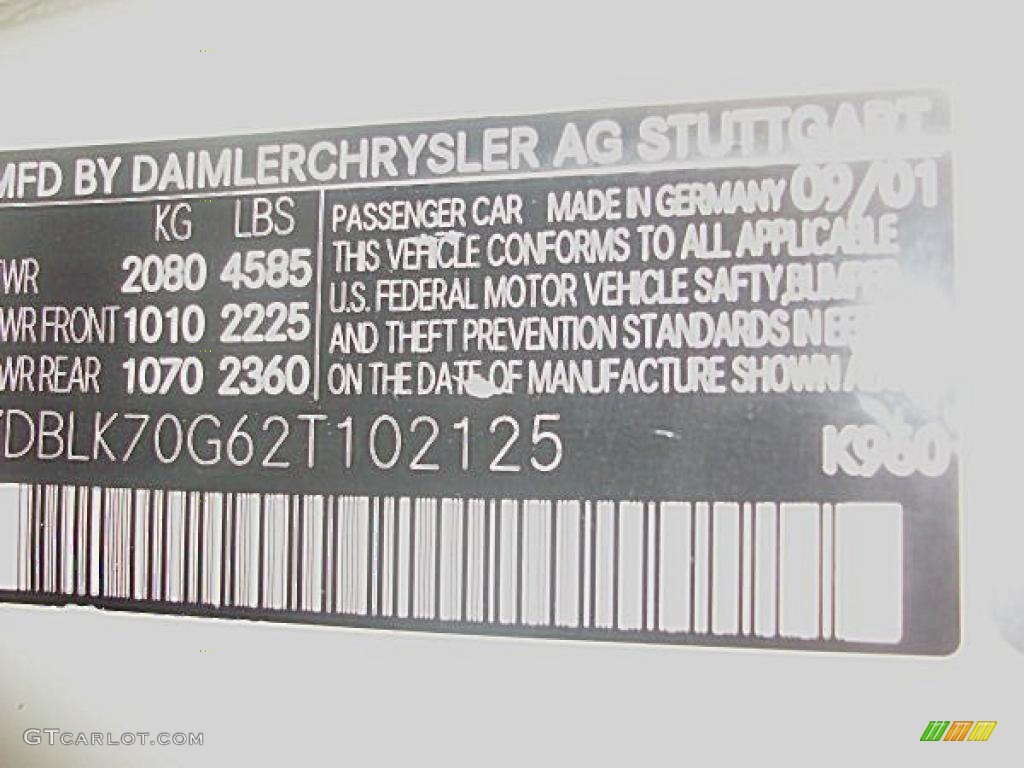 MFD BY DAIMLERCHRYSLER AG STUTTGART
KG LBS
WR 2080 4585
WR FRONT 1010 2225
WR REAR 1070 2360
PASSENGER CAR MADE IN GERMANY 09/01
THIS VEHICLE CONFORMS TO ALL APPLICABLE
U.S. FEDERAL MOTOR VEHICLE SAFTY, BUMPER
AND THEFT PREVENTION STANDARDS IN
ON THE DATE OF MANUFACTURE SHOWN
DBLK70G62T102125
K960
GTCARLOT.COM